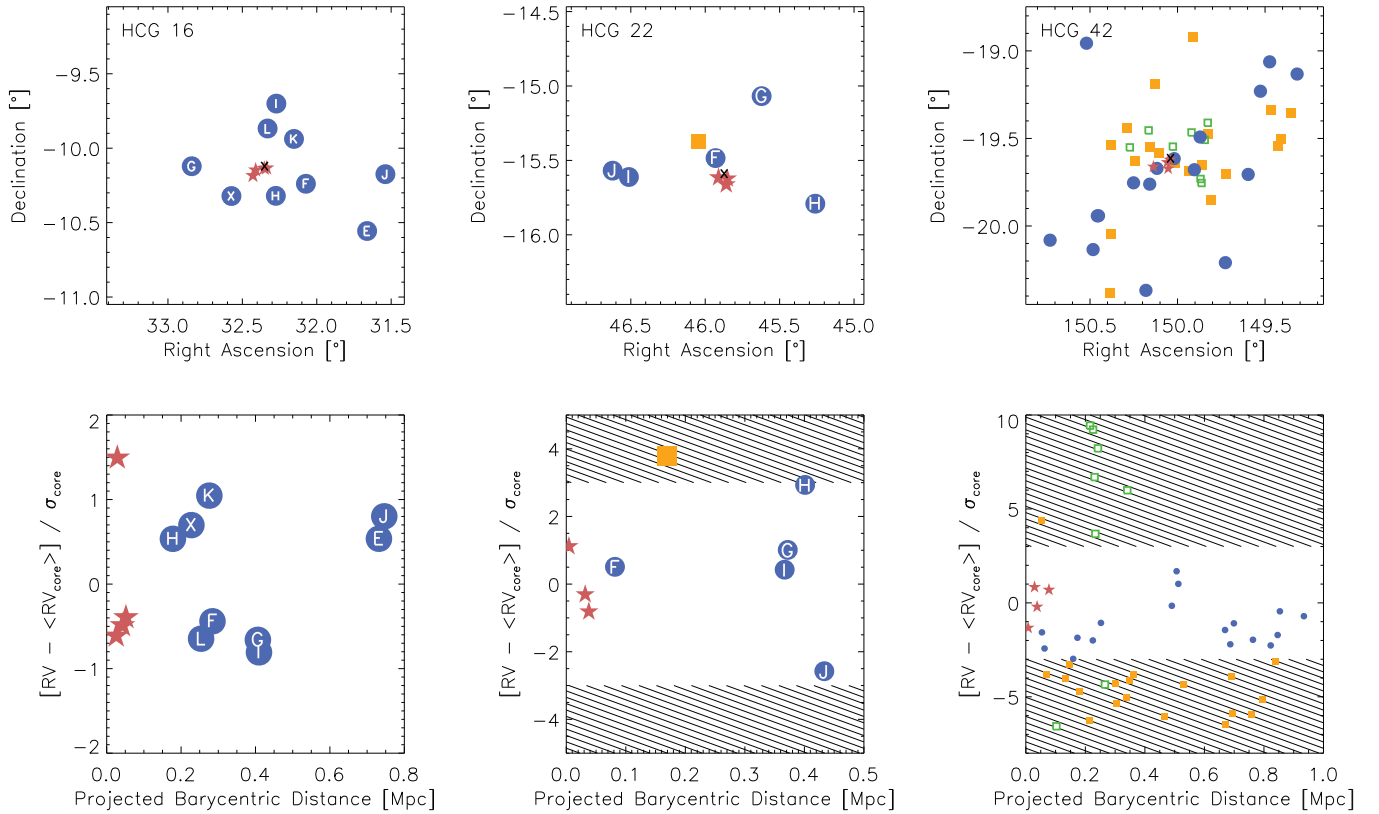 HCG 16
−9.5
−10.0
−10.5
−11.0
Declination [°]
I
L
K
G
X
H
F
J
E
X
33.0 32.5 32.0 31.5
Right Ascension [°]
HCG 22
−14.5
−15.0
−15.5
−16.0
Declination [°]
G
F
J
I
H
X
46.5 46.0 45.5 45.0
Right Ascension [°]
HCG 42
−19.0
−19.5
−20.0
Declination [°]
X
150.5 150.0 149.5
Right Ascension [°]
2
1
0
−1
−2
[RV − <RVcore>] / σcore
K
X
H
J
E
F
L
G
I
0.0 0.2 0.4 0.6 0.8
Projected Barycentric Distance [Mpc]
4
2
0
−2
−4
[RV − <RVcore>] / σcore
H
G
F
I
J
0.0 0.1 0.2 0.3 0.4 0.5
Projected Barycentric Distance [Mpc]
10
5
0
−5
[RV − <RVcore>] / σcore
0.0 0.2 0.4 0.6 0.8 1.0
Projected Barycentric Distance [Mpc]